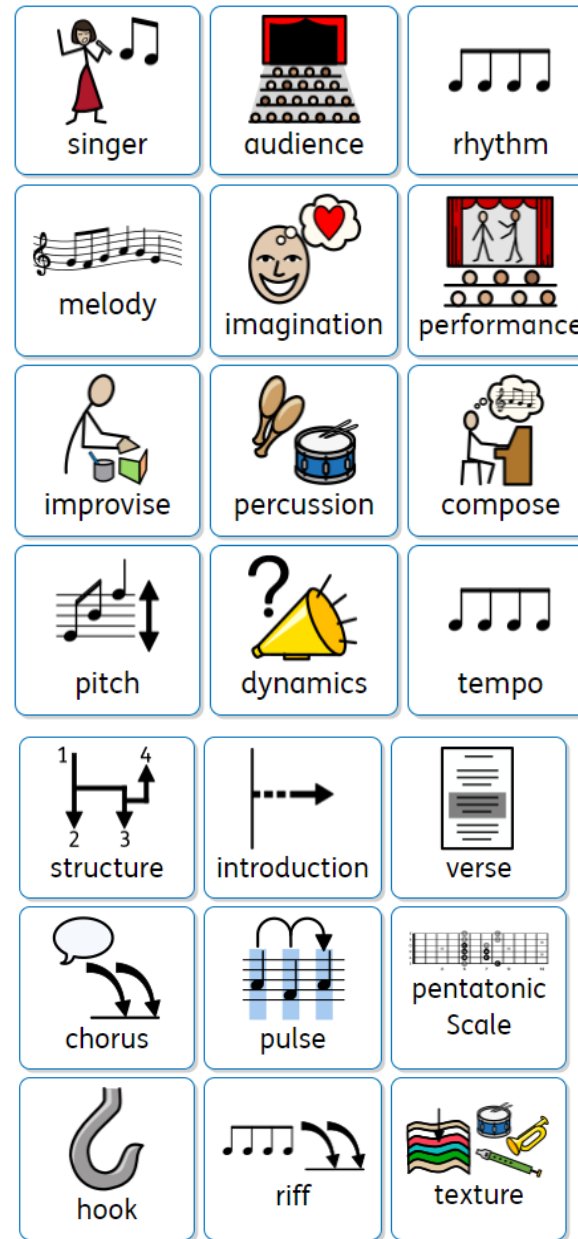 singer audience rhythm
melody imagination performance
improvise percussion compose
pitch dynamics tempo
1 4
2 3
structure introduction verse
chorus pulse pentatonic
Scale
hook riff texture